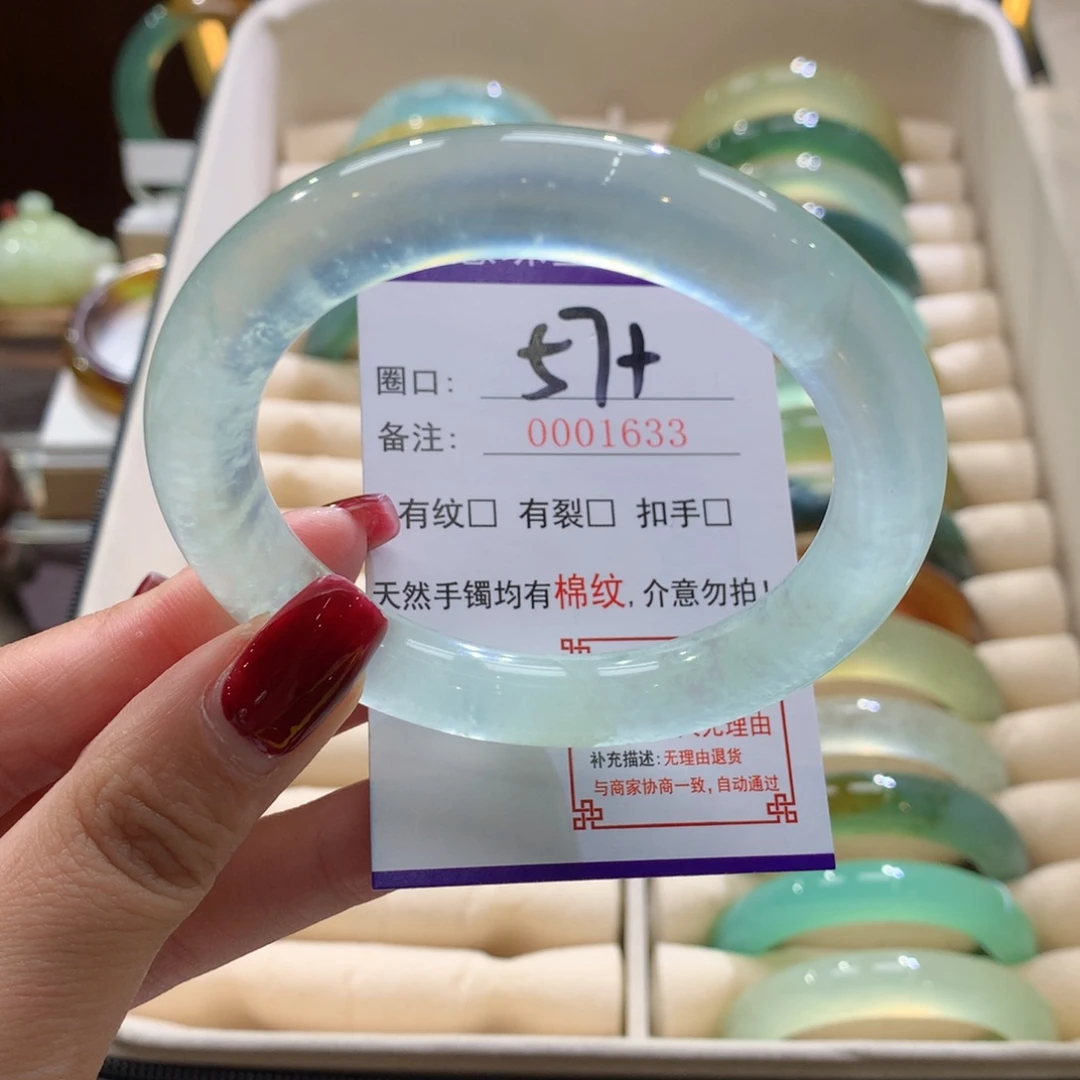 圈口: 57+
备注: 0001633
有纹□ 有裂□ 扣手□
天然手镯均有棉纹, 介意勿拍!
无理由
补充描述:无理由退货
与商家协商一致,自动通过